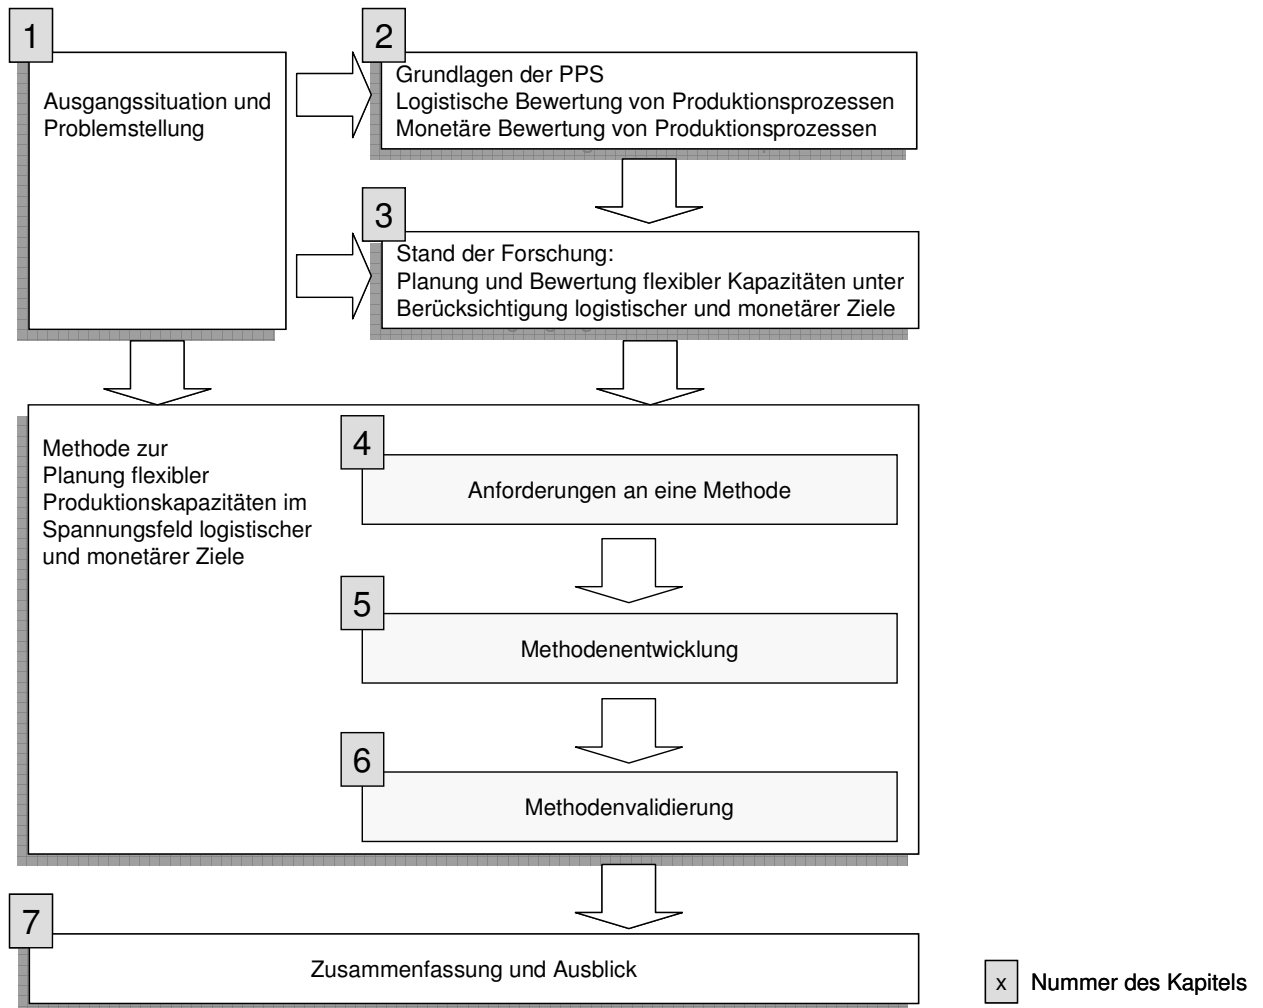 1
Ausgangssituation und
Problemstellung
2
Grundlagen der PPS
Logistische Bewertung von Produktionsprozessen
Monetäre Bewertung von Produktionsprozessen
3
Stand der Forschung:
Planung und Bewertung flexibler Kapazitäten unter
Berücksichtigung logistischer und monetärer Ziele
Methode zur
Planung flexibler
Produktionskapazitäten im
Spannungsfeld logistischer
und monetärer Ziele
4
Anforderungen an eine Methode
5
Methodenentwicklung
6
Methodenvalidierung
7
Zusammenfassung und Ausblick
x Nummer des Kapitels